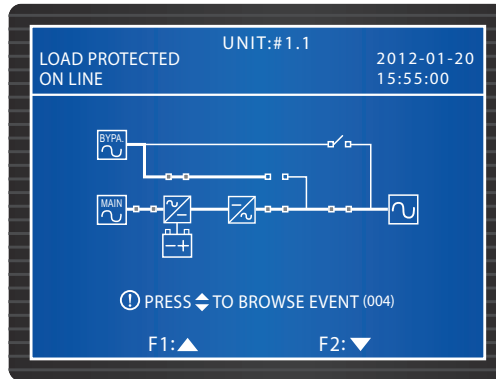 UNIT:#1.1
LOAD PROTECTED
ON LINE
2012-01-20
15:55:00
BYPA.
MAIN
PRESS TO BROWSE EVENT (004)
F1:
F2: